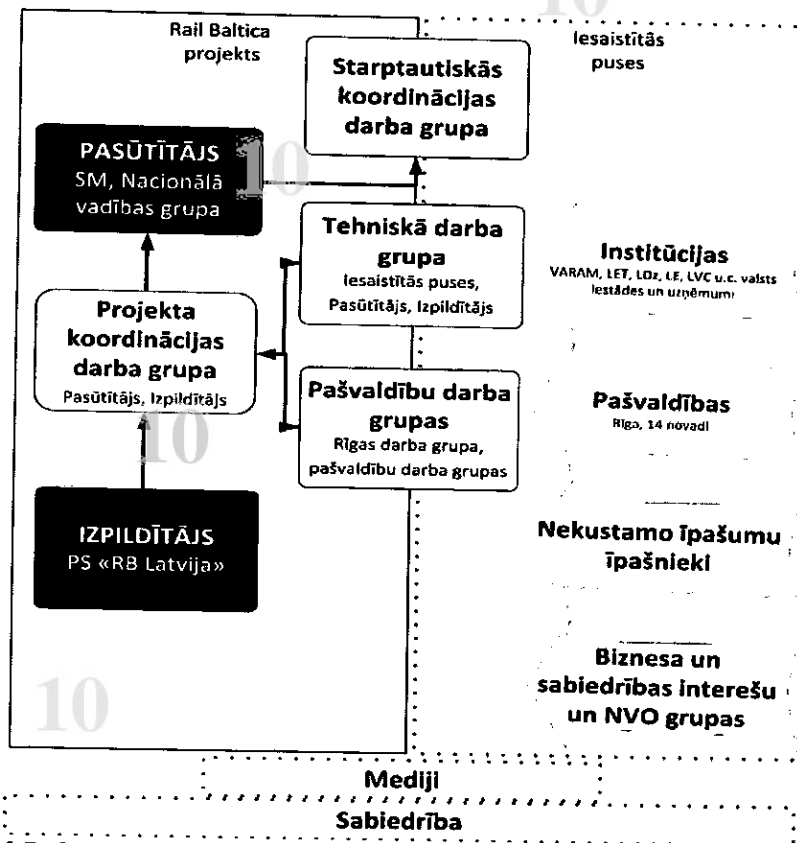 Rail Baltica
projekts
Iesaistītās
puses
Starptautiskās
koordinācijas
darba grupa
PASŪTĪTĀJS
SM, Nacionālā
vadības grupa
Tehniskā darba
grupa
Iesaistītās puses,
Pasūtītājs, Izpildītājs
Institūcijas
VARAM, LET, LDz, LF, LVC u.c. valsts
iestādes un uzņēmumi
Projekta
koordinācijas
darba grupa
Pasūtītājs, Izpildītājs
Pašvaldību darba
grupas
Rīgas darba grupa,
pašvaldību darba grupas
Pašvaldības
Rīga, 14 novadi
IZPILDĪTĀJS
PS «RB Latvija»
Nekustamo īpašumu
īpašnieki
Biznesa un
sabiedrības interešu
un NVO grupas
Mediji
Sabiedrība
10
10
10
10